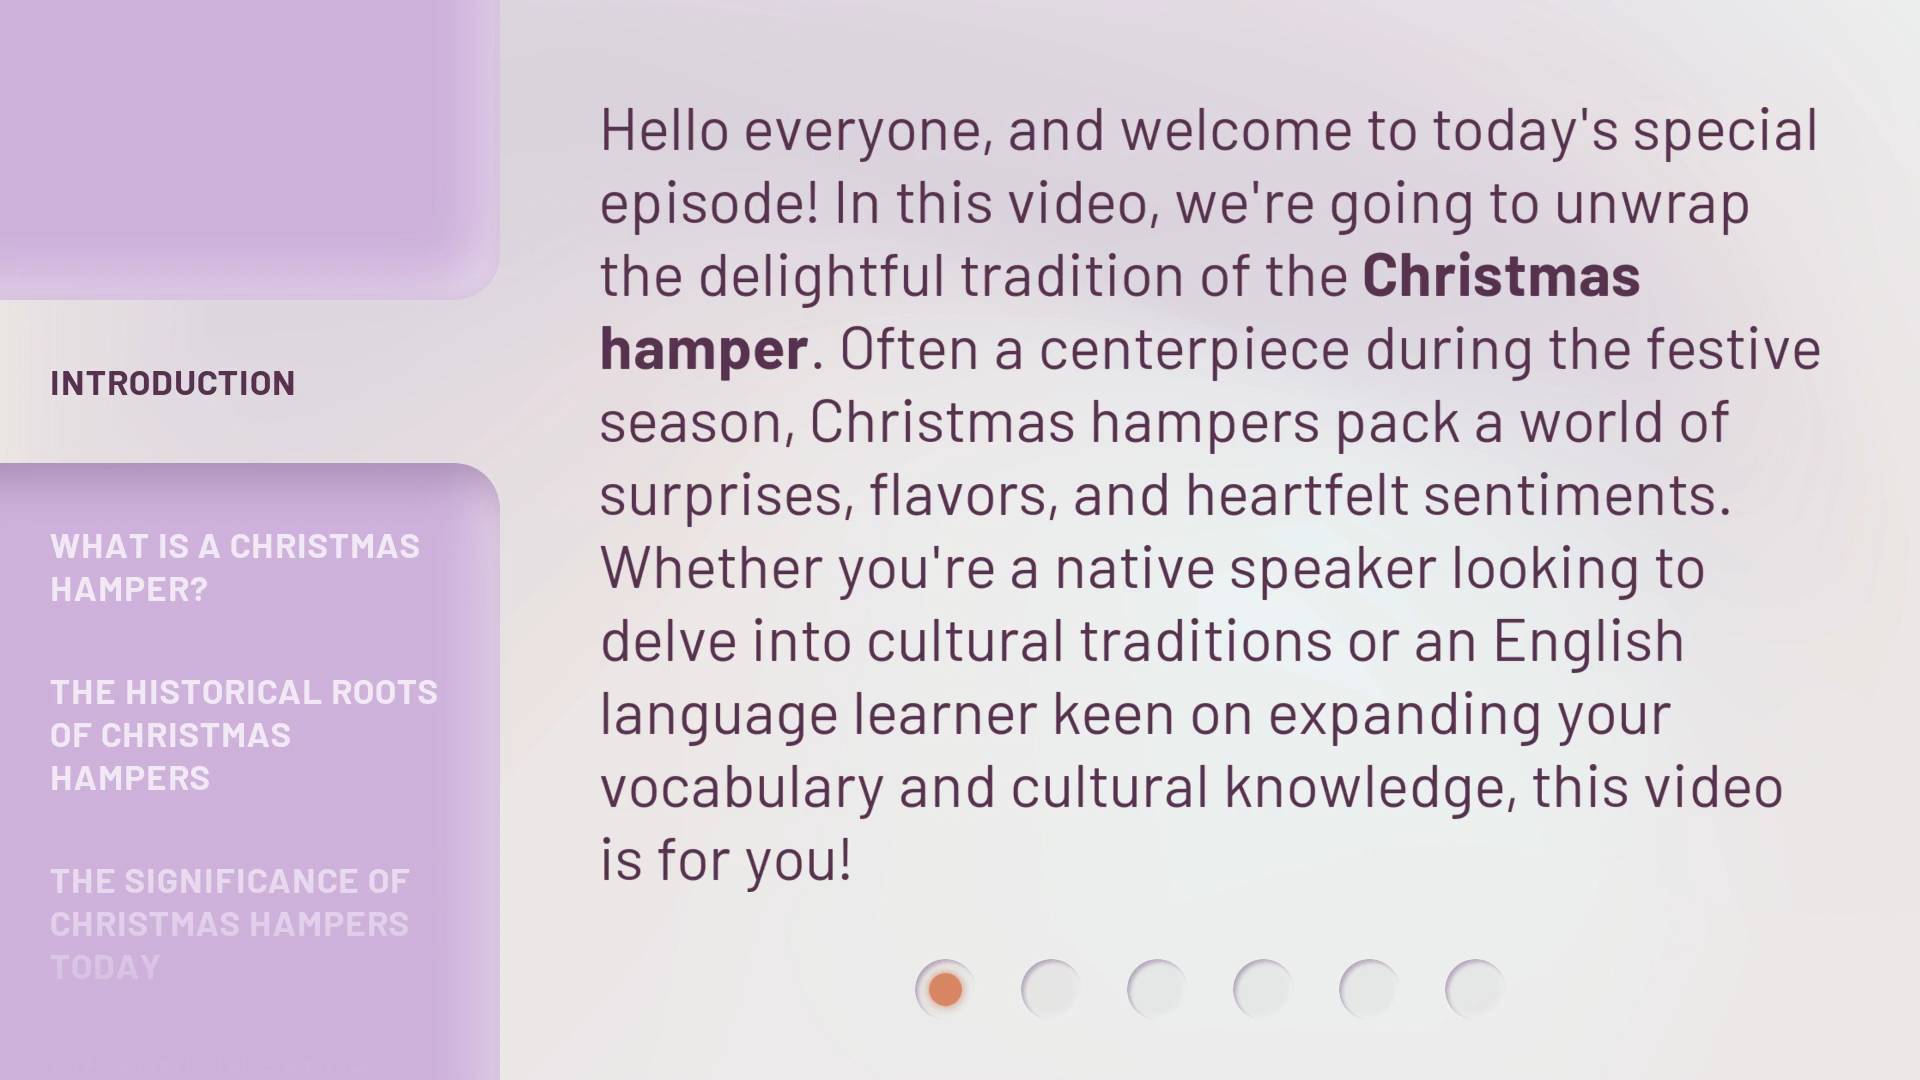 INTRODUCTION
WHAT IS A CHRISTMAS
HAMPER?
THE HISTORICAL ROOTS
OF CHRISTMAS
HAMPERS
THE SIGNIFICANCE OF
CHRISTMAS HAMPERS
TODAY
Hello everyone, and welcome to today's special
episode! In this video, we're going to unwrap
the delightful tradition of the Christmas
hamper. Often a centerpiece during the festive
season, Christmas hampers pack a world of
surprises, flavors, and heartfelt sentiments.
Whether you're a native speaker looking to
delve into cultural traditions or an English
language learner keen on expanding your
vocabulary and cultural knowledge, this video
is for you!